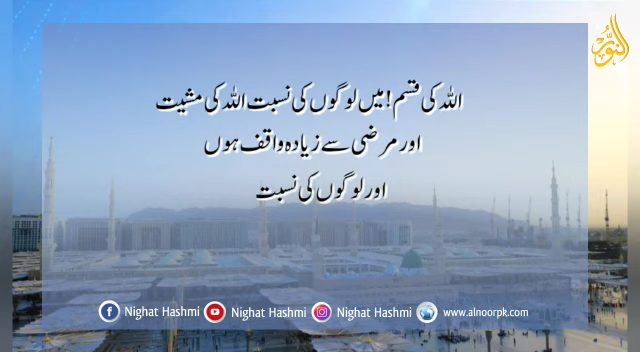 النور
اللہ کی قسم! میں لوگوں کی نسبت اللہ کی مشیت
اور مرضی سے زیادہ واقف ہوں
اور لوگوں کی نسبت
Nighat Hashmi
Nighat Hashmi
Nighat Hashmi
www.alnoorpk.com